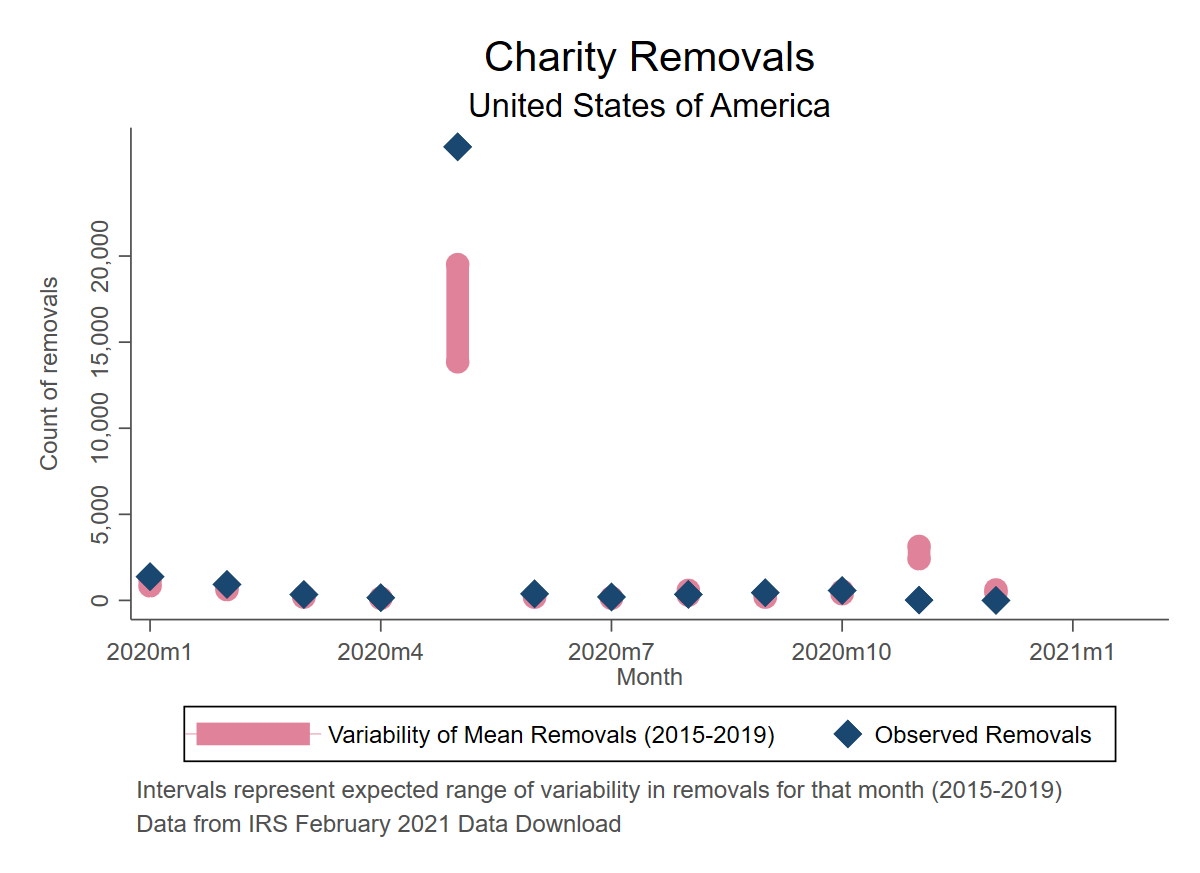 Charity Removals
United States of America
Count of removals
20,000
15,000
10,000
5,000
0
2020m1 2020m4 2020m7 2020m10 2021m1
Month
Variability of Mean Removals (2015-2019) Observed Removals
Intervals represent expected range of variability in removals for that month (2015-2019)
Data from IRS February 2021 Data Download